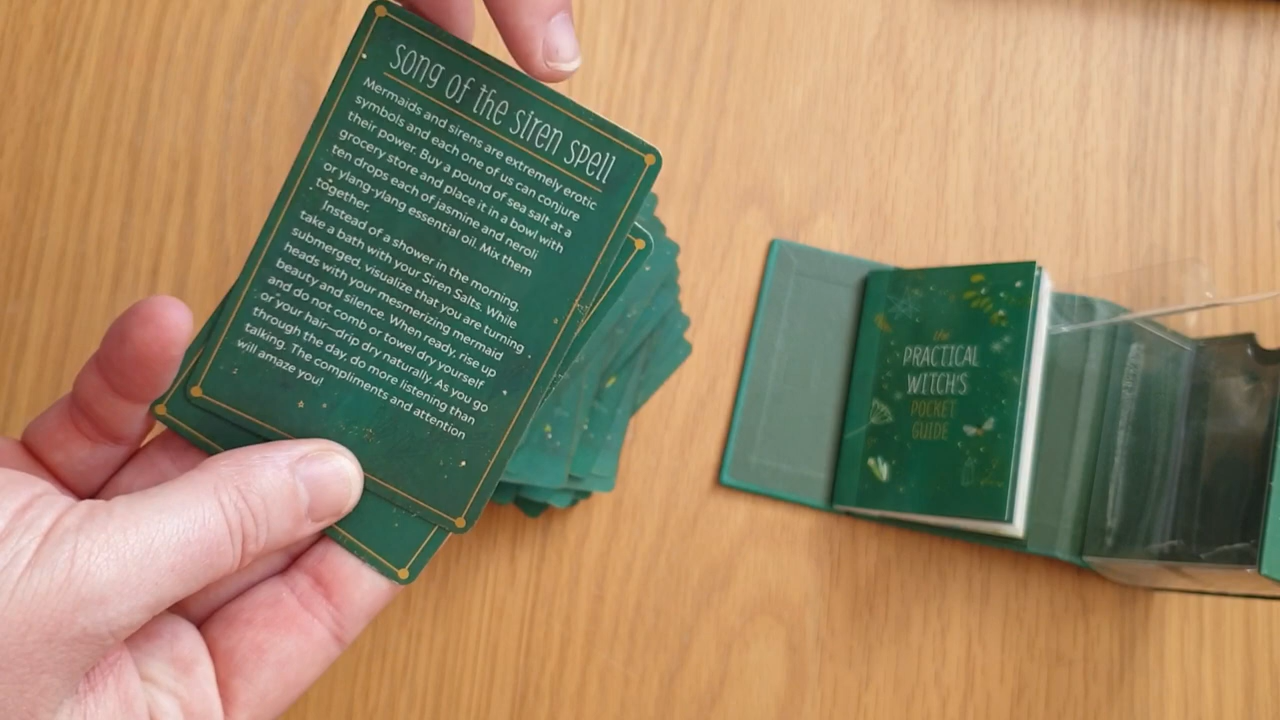 song of the siren spell
Mermaids and sirens are extremely erotic
symbols and each one of us can conjure
their power. Buy a pound of sea salt at a
grocery store and place it in a bowl with
ten drops each of jasmine and neroli
or ylang-ylang essential oil. Mix them
together.
Instead of a shower in the morning,
take a bath with your Siren Salts. While
submerged, visualize that you are turning
heads with your mesmerizing mermaid
beauty and silence. When ready, rise up
and do not comb or towel dry yourself
or your hair—drip dry naturally. As you go
through the day, do more listening than
talking. The compliments and attention
will amaze you!
the
PRACTICAL
WITCH'S
POCKET
GUIDE